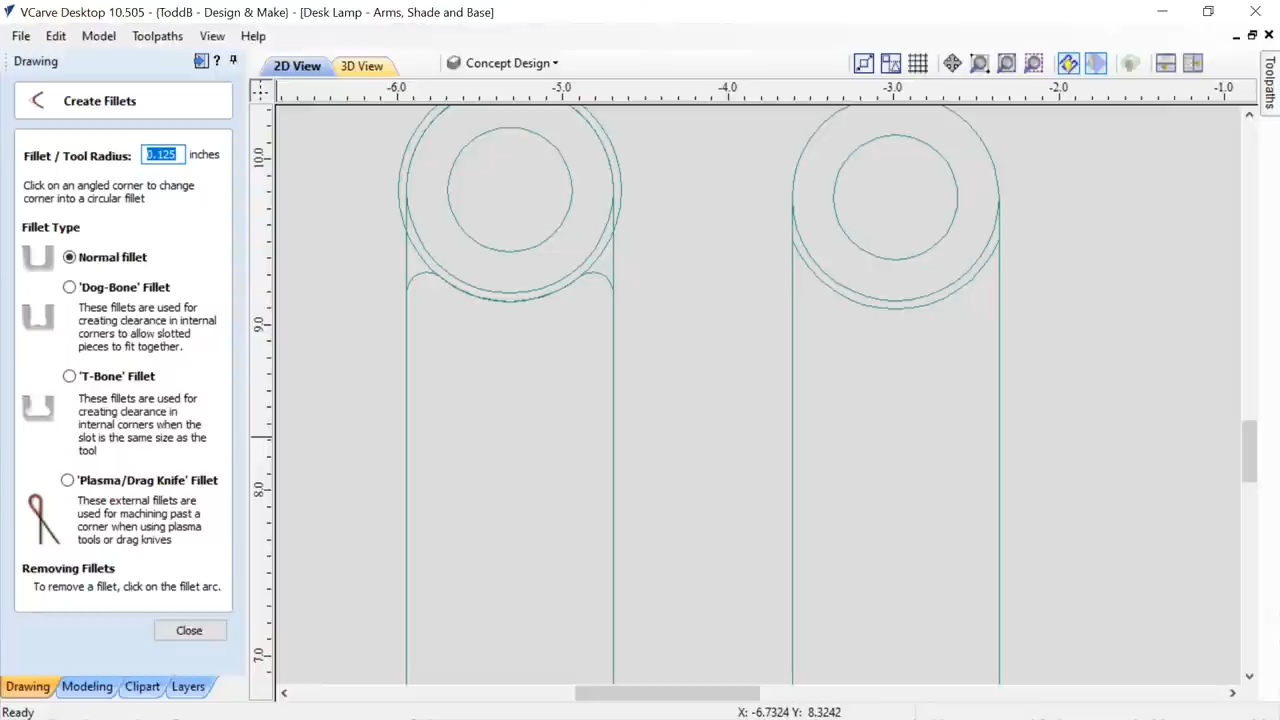 VCarve Desktop 10.505 - {ToddB - Design & Make} - [Desk Lamp - Arms, Shade and Base]
File Edit Model Toolpaths View Help
Drawing
2D View 3D View Concept Design
Create Fillets
-6.0 -5.0 -4.0 -3.0 -2.0 -1.0
Fillet / Tool Radius: 0.125 inches
Click on an angled corner to change
corner into a circular fillet
Fillet Type
Normal fillet
'Dog-Bone' Fillet
These fillets are used for
creating clearance in internal
corners to allow slotted
pieces to fit together.
'T-Bone' Fillet
These fillets are used for
creating clearance in
internal corners when the
slot is the same size as the
tool
'Plasma/Drag Knife' Fillet
These external fillets are
used for machining past a
corner when using plasma
tools or drag knives
Removing Fillets
To remove a fillet, click on the fillet arc.
Close
10.0
9.0
8.0
7.0
Toolpaths
Drawing Modeling Clipart Layers
Ready X: -6.7324 Y: 8.3242